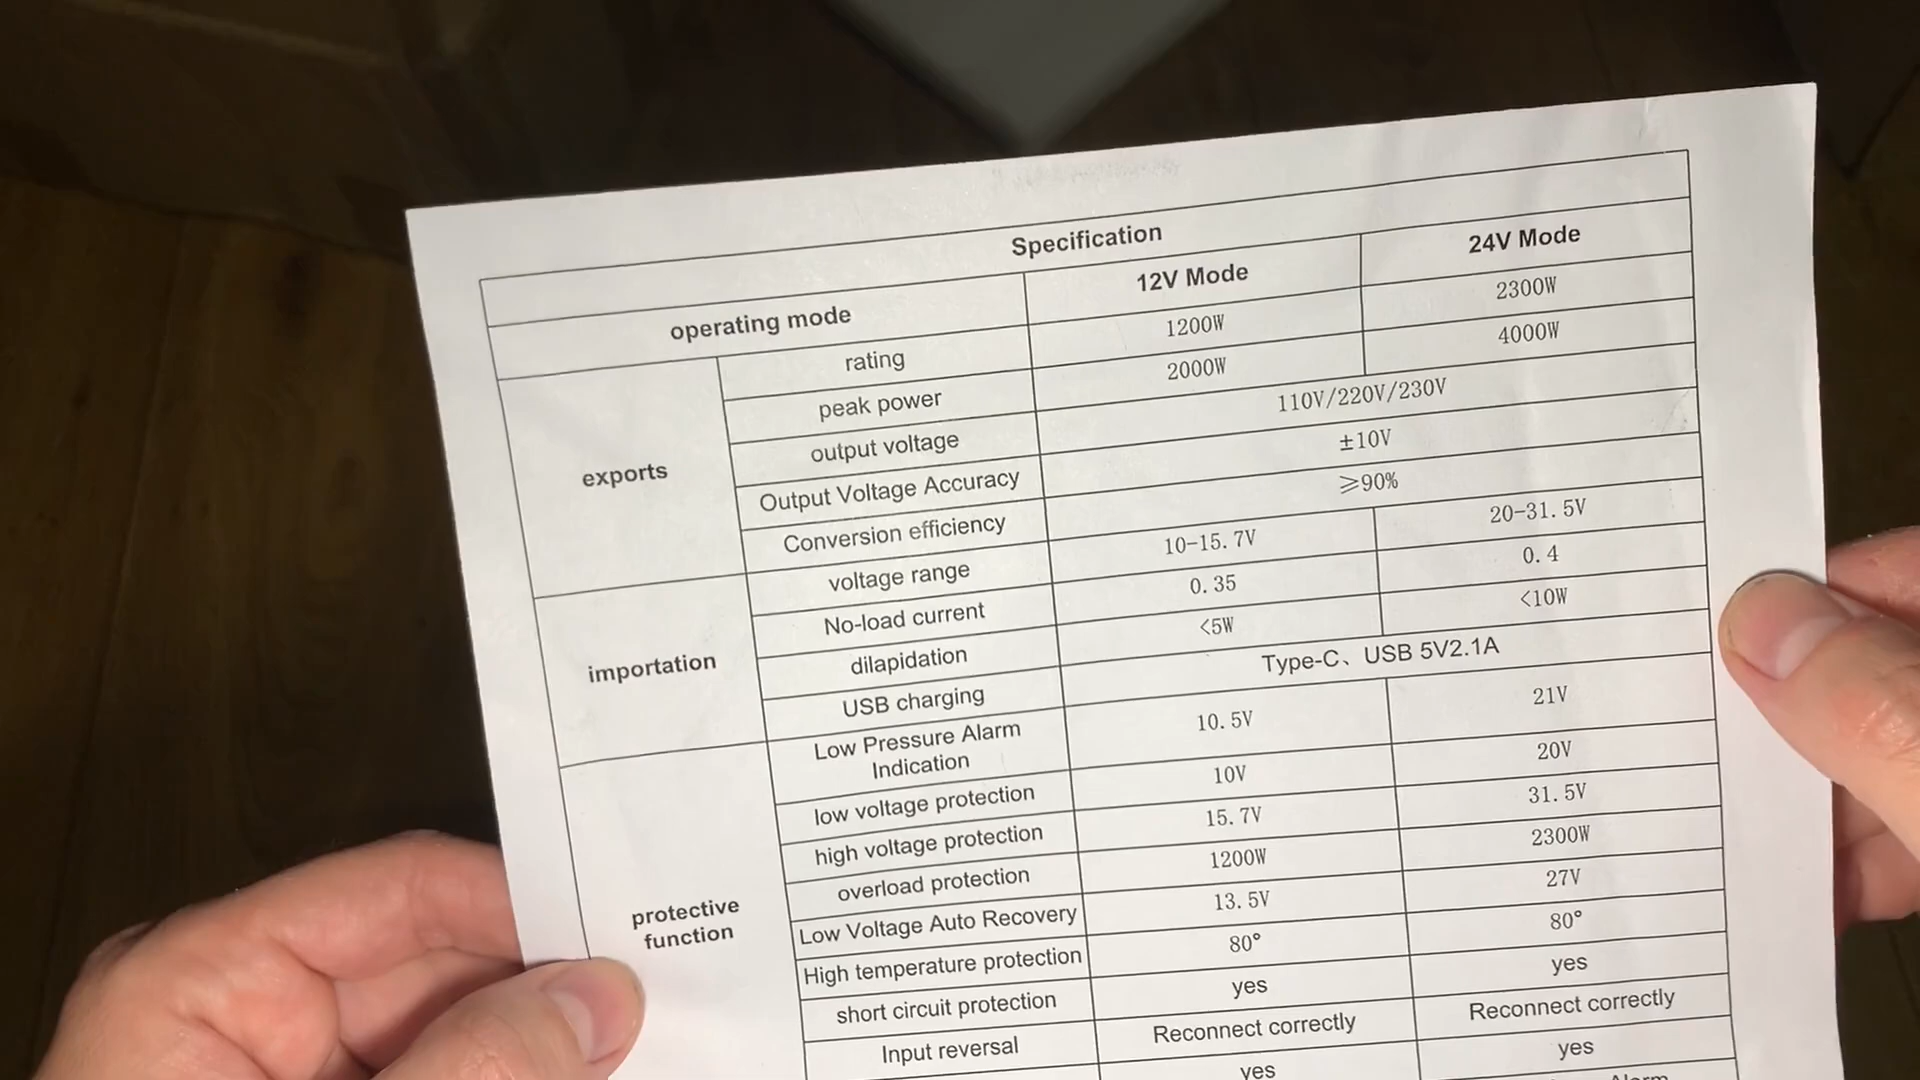 Specification
operating mode 12V Mode 24V Mode
exports rating 1200W 2300W
peak power 2000W 4000W
output voltage 110V/220V/230V
Output Voltage Accuracy ±10V
Conversion efficiency ⩾90%
importation voltage range 10-15.7V 20-31.5V
No-load current 0.35 0.4
dilapidation <5W <10W
USB charging Type-C、USB 5V2.1A
protective function Low Pressure Alarm Indication 10.5V 21V
low voltage protection 10V 20V
high voltage protection 15.7V 31.5V
overload protection 1200W 2300W
Low Voltage Auto Recovery 13.5V 27V
High temperature protection 80° 80°
short circuit protection yes yes
Input reversal Reconnect correctly Reconnect correctly
yes yes
Alarm